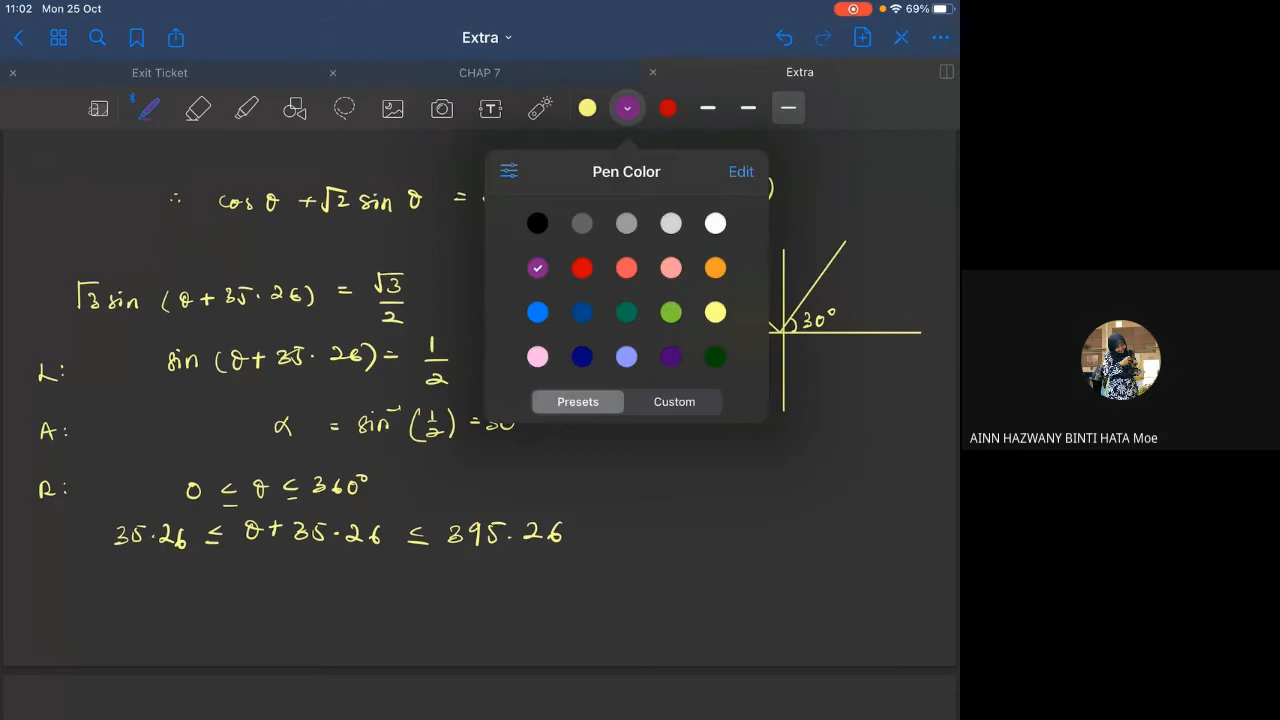 11:02 Mon 25 Oct
69%
Extra
Exit Ticket
CHAP 7
Extra
T
Pen Color
Edit
∴ cos θ + √2 sin θ =
)
√3 sin (θ + 35.26) = √3/2
30°
L: sin (θ + 35.26) = 1/2
Presets
Custom
A: α = sin⁻¹ (1/2) = 30
AINN HAZWANY BINTI HATA Moe
R: 0 ≤ θ ≤ 360°
35.26 ≤ θ + 35.26 ≤ 395.26